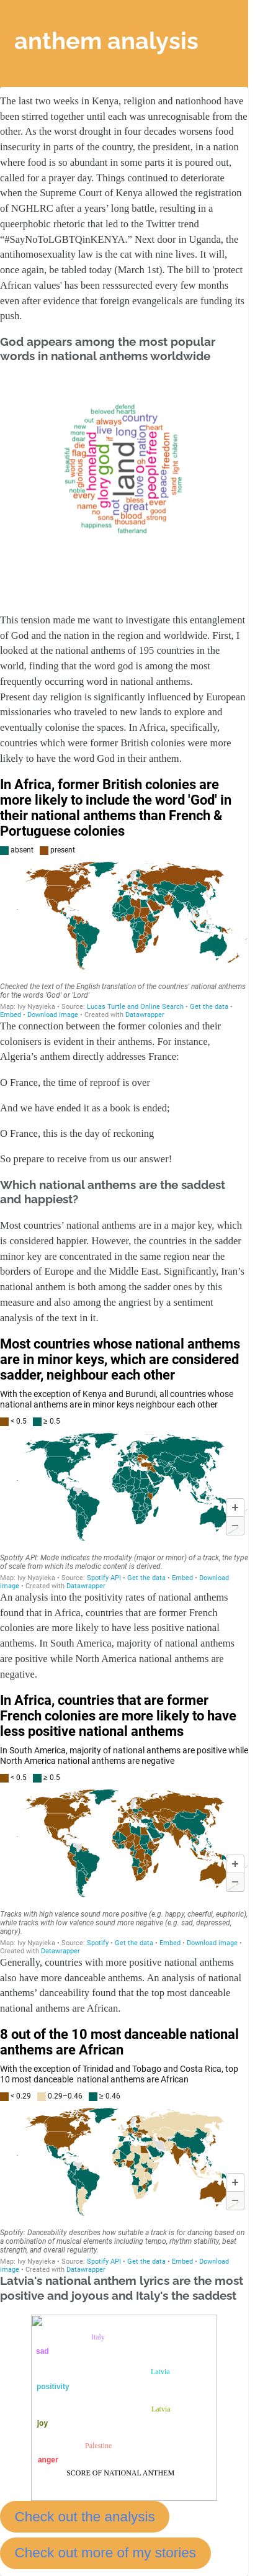 anthem analysis
The last two weeks in Kenya, religion and nationhood have
been stirred together until each was unrecognisable from the
other. As the worst drought in four decades worsens food
insecurity in parts of the country, the president, in a nation
where food is so abundant in some parts it is poured out,
called for a prayer day. Things continued to deteriorate
when the Supreme Court of Kenya allowed the registration
of NGHLRC after a years’ long battle, resulting in a
queerphobic rhetoric that led to the Twitter trend
“#SayNoToLGBTQinKENYA.” Next door in Uganda, the
antihomosexuality law is the cat with nine lives. It will,
once again, be tabled today (March 1st). The bill to 'protect
African values' has been resssurected every few months
even after evidence that foreign evangelicals are funding its
push.
God appears among the most popular
words in national anthems worldwide
defend
beloved hearts
out always country
new live long heart
more
day
die
flag
world
beautiful
glorious
homeland
glory god
land
nation
love
on
people
free
peace
freedom
right
stand
children
home
sun
noble
every
name
no
sons
not
bless
great
ever
blood
good
strong
thousand
happiness
fatherland
This tension made me want to investigate this entanglement
of God and the nation in the region and worldwide. First, I
looked at the national anthems of 195 countries in the
world, finding that the word god is among the most
frequently occurring word in national anthems.
Present day religion is significantly influenced by European
missionaries who traveled to new lands to explore and
eventually colonise the spaces. In Africa, specifically,
countries which were former British colonies were more
likely to have the word God in their anthem.
In Africa, former British colonies are
more likely to include the word 'God' in
their national anthems than French &
Portuguese colonies
absent present
Checked the text of the English translation of the countries' national anthems
for the words 'God' or 'Lord'
Map: Ivy Nyayieka • Source: Lucas Turtle and Online Search • Get the data •
Embed • Download image • Created with Datawrapper
The connection between the former colonies and their
colonisers is evident in their anthems. For instance,
Algeria’s anthem directly addresses France:
O France, the time of reproof is over
And we have ended it as a book is ended;
O France, this is the day of reckoning
So prepare to receive from us our answer!
Which national anthems are the saddest
and happiest?
Most countries’ national anthems are in a major key, which
is considered happier. However, the countries in the sadder
minor key are concentrated in the same region near the
borders of Europe and the Middle East. Significantly, Iran’s
national anthem is both among the sadder ones by this
measure and also among the angriest by a sentiment
analysis of the text in it.
Most countries whose national anthems
are in minor keys, which are considered
sadder, neighbour each other
With the exception of Kenya and Burundi, all countries whose
national anthems are in minor keys neighbour each other
< 0.5 ≥ 0.5
+
−
Spotify API: Mode indicates the modality (major or minor) of a track, the type
of scale from which its melodic content is derived.
Map: Ivy Nyayieka • Source: Spotify API • Get the data • Embed • Download
image • Created with Datawrapper
An analysis into the positivity rates of national anthems
found that in Africa, countries that are former French
colonies are more likely to have less positive national
anthems. In South America, majority of national anthems
are positive while North America national anthems are
negative.
In Africa, countries that are former
French colonies are more likely to have
less positive national anthems
In South America, majority of national anthems are positive while
North America national anthems are negative
< 0.5 ≥ 0.5
+
−
Tracks with high valence sound more positive (e.g. happy, cheerful, euphoric),
while tracks with low valence sound more negative (e.g. sad, depressed,
angry).
Map: Ivy Nyayieka • Source: Spotify • Get the data • Embed • Download image •
Created with Datawrapper
Generally, countries with more positive national anthems
also have more danceable anthems. An analysis of national
anthems’ danceability found that the top most danceable
national anthems are African.
8 out of the 10 most danceable national
anthems are African
With the exception of Trinidad and Tobago and Costa Rica, top
10 most danceable national anthems are African
< 0.29 0.29–0.46 ≥ 0.46
+
−
Spotify: Danceability describes how suitable a track is for dancing based on
a combination of musical elements including tempo, rhythm stability, beat
strength, and overall regularity.
Map: Ivy Nyayieka • Source: Spotify API • Get the data • Embed • Download
image • Created with Datawrapper
Latvia's national anthem lyrics are the most
positive and joyous and Italy's the saddest
Italy
sad
Latvia
positivity
Latvia
joy
Palestine
anger
SCORE OF NATIONAL ANTHEM
Check out the analysis
Check out more of my stories